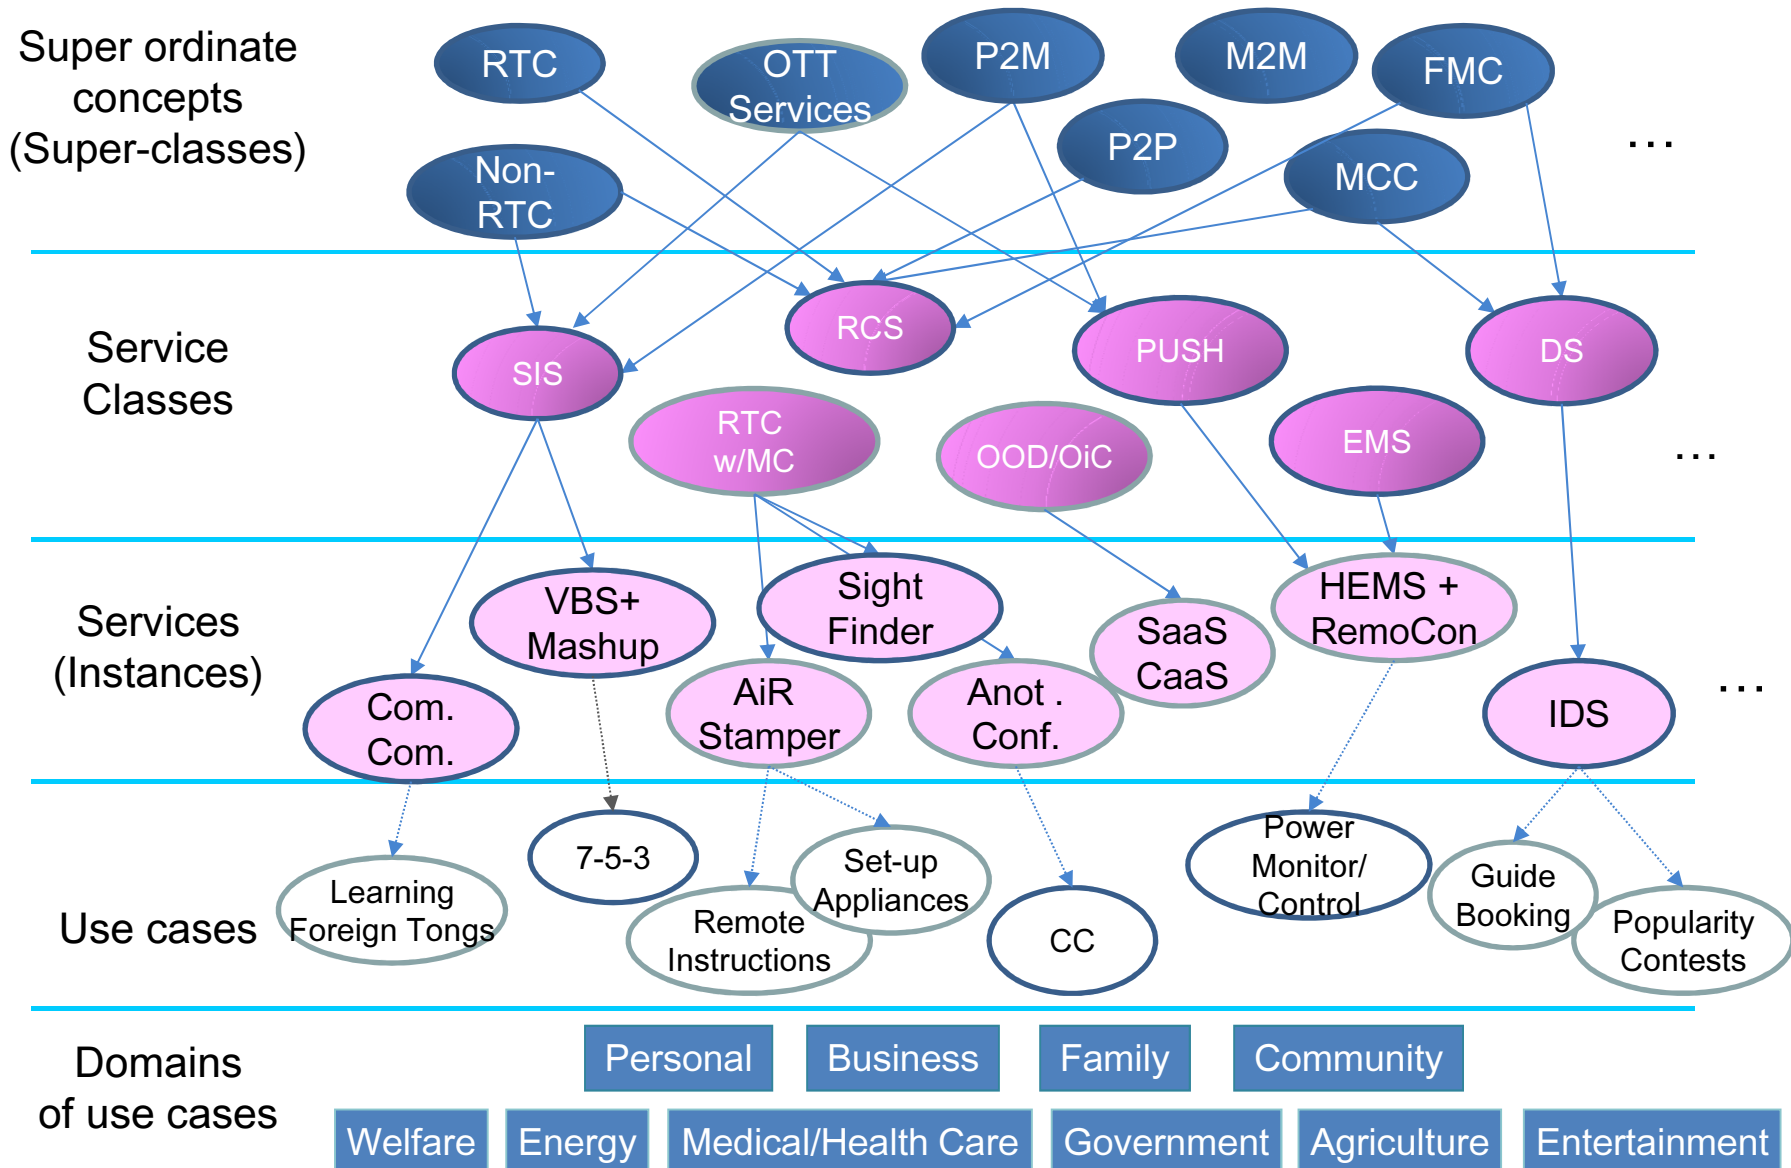 Super ordinate
concepts
(Super-classes)
RTC
OTT
Services
P2M
M2M
FMC
P2P
MCC
Non-
RTC
...
Service
Classes
SIS
RCS
PUSH
DS
RTC
w/MC
OOD/OiC
EMS
...
Services
(Instances)
VBS+
Mashup
Sight
Finder
SaaS
CaaS
HEMS +
RemoCon
Com.
Com.
AiR
Stamper
Anot .
Conf.
IDS
...
Use cases
Learning
Foreign Tongs
7-5-3
Remote
Instructions
Set-up
Appliances
CC
Power
Monitor/
Control
Guide
Booking
Popularity
Contests
Domains
of use cases
Personal
Business
Family
Community
Welfare
Energy
Medical/Health Care
Government
Agriculture
Entertainment